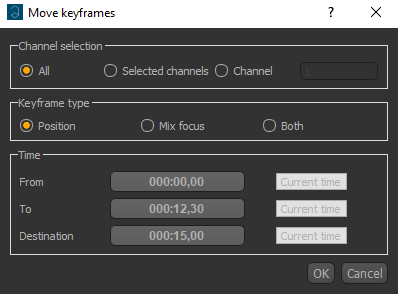 Move keyframes
Channel selection
All Selected channels Channel 1
Keyframe type
Position Mix focus Both
Time
From 000:00,00 Current time
To 000:12,30 Current time
Destination 000:15,00 Current time
OK Cancel